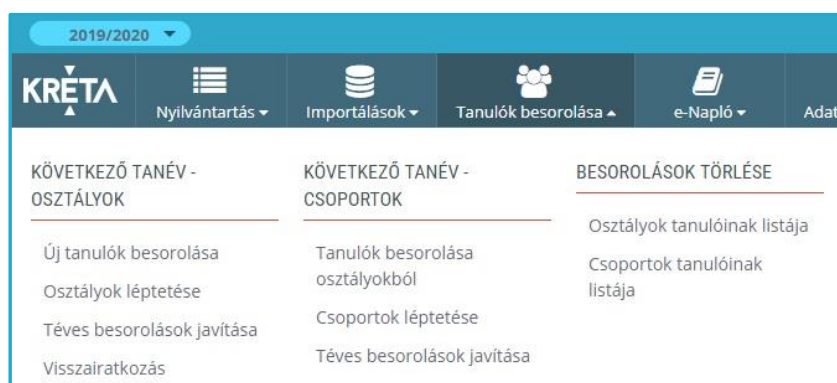 2019/2020
KRÉTA
Nyilvántartás
Importálások
Tanulók besorolása
e-Napló
Adat
KÖVETKEZŐ TANÉV -
OSZTÁLYOK
Új tanulók besorolása
Osztályok léptetése
Téves besorolások javítása
Visszairatkozás
KÖVETKEZŐ TANÉV -
CSOPORTOK
Tanulók besorolása
osztályokból
Csoportok léptetése
Téves besorolások javítása
BESOROLÁSOK TÖRLÉSE
Osztályok tanulóinak listája
Csoportok tanulóinak
listája